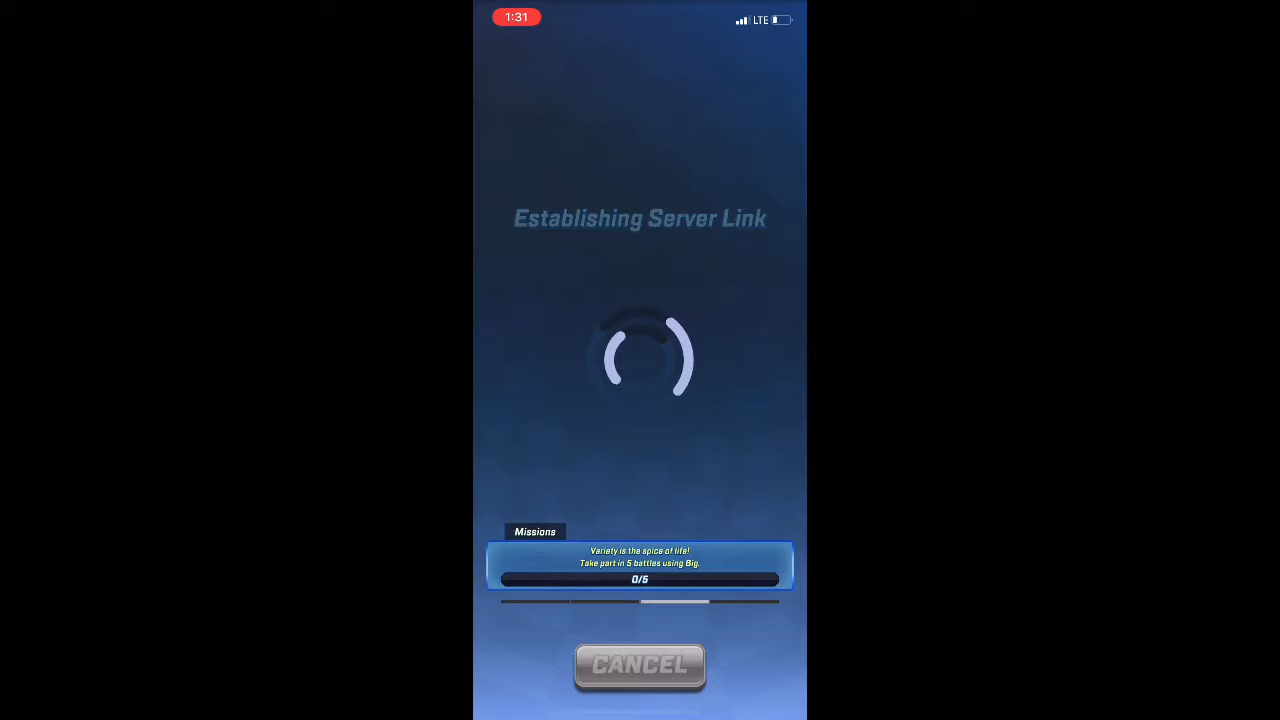 1:31
LTE
Establishing Server Link
Missions
Variety is the spice of life!
Take part in 5 battles using Big.
0/5
CANCEL